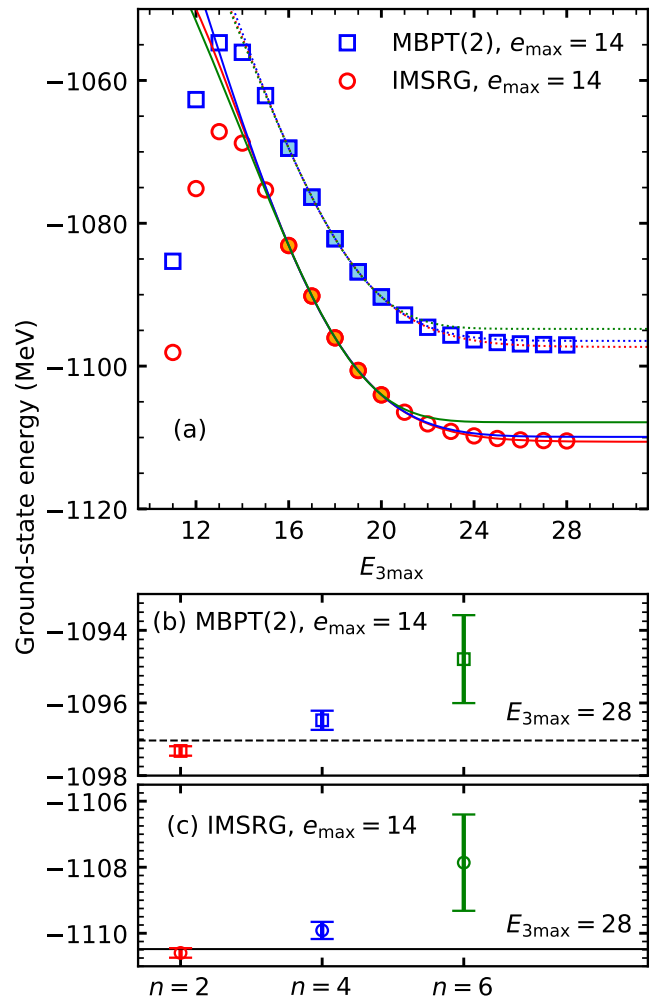 MBPT(2), e_max = 14
IMSRG, e_max = 14
−1060
−1080
−1100
−1120
(a)
12
16
20
24
28
E_3max
Ground-state energy (MeV)
(b) MBPT(2), e_max = 14
−1094
−1096
−1098
E_3max = 28
(c) IMSRG, e_max = 14
−1106
−1108
−1110
E_3max = 28
n = 2
n = 4
n = 6